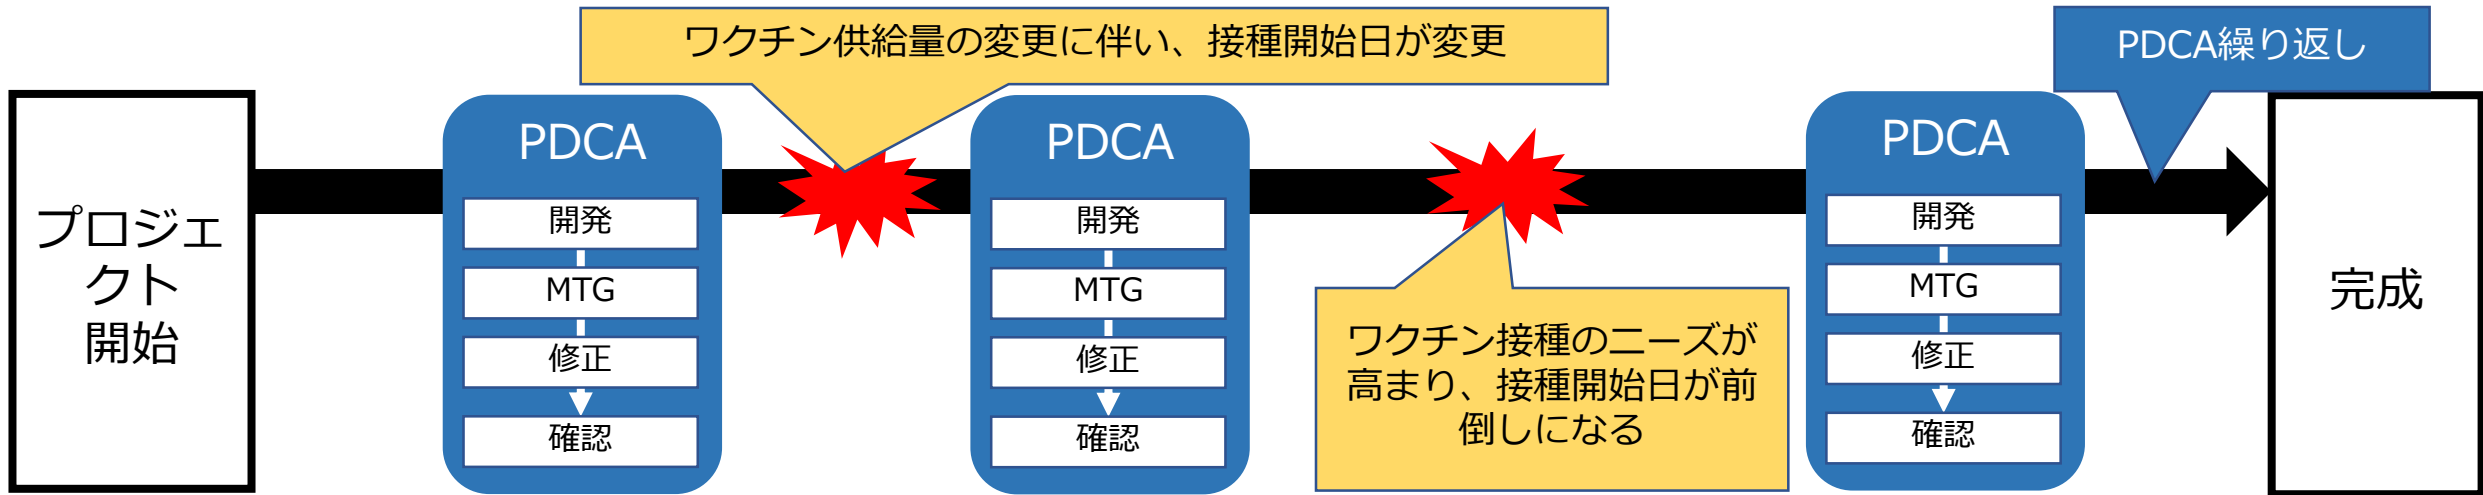 ワクチン供給量の変更に伴い、接種開始日が変更
PDCA繰り返し
プロジェ
クト
開始
PDCA
開発
MTG
修正
確認
PDCA
開発
MTG
修正
確認
ワクチン接種のニーズが
高まり、接種開始日が前
倒しになる
PDCA
開発
MTG
修正
確認
完成